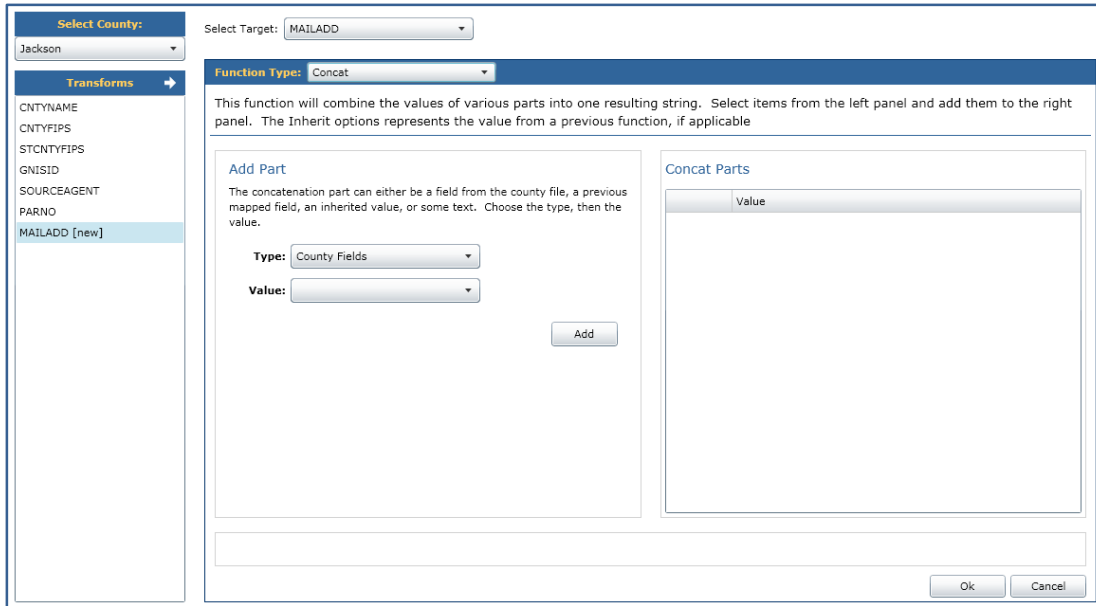 Select County:
Jackson
Transforms
CNTYNAME
CNTYFIPS
STCNTYFIPS
GNISID
SOURCEAGENT
PARNO
MAILADD [new]
Select Target: MAILADD
Function Type: Concat
This function will combine the values of various parts into one resulting string.  Select items from the left panel and add them to the right
panel.  The Inherit options represents the value from a previous function, if applicable
Add Part
The concatenation part can either be a field from the county file, a previous
mapped field, an inherited value, or some text.  Choose the type, then the
value.
Type: County Fields
Value:
Add
Concat Parts
Value
Ok Cancel